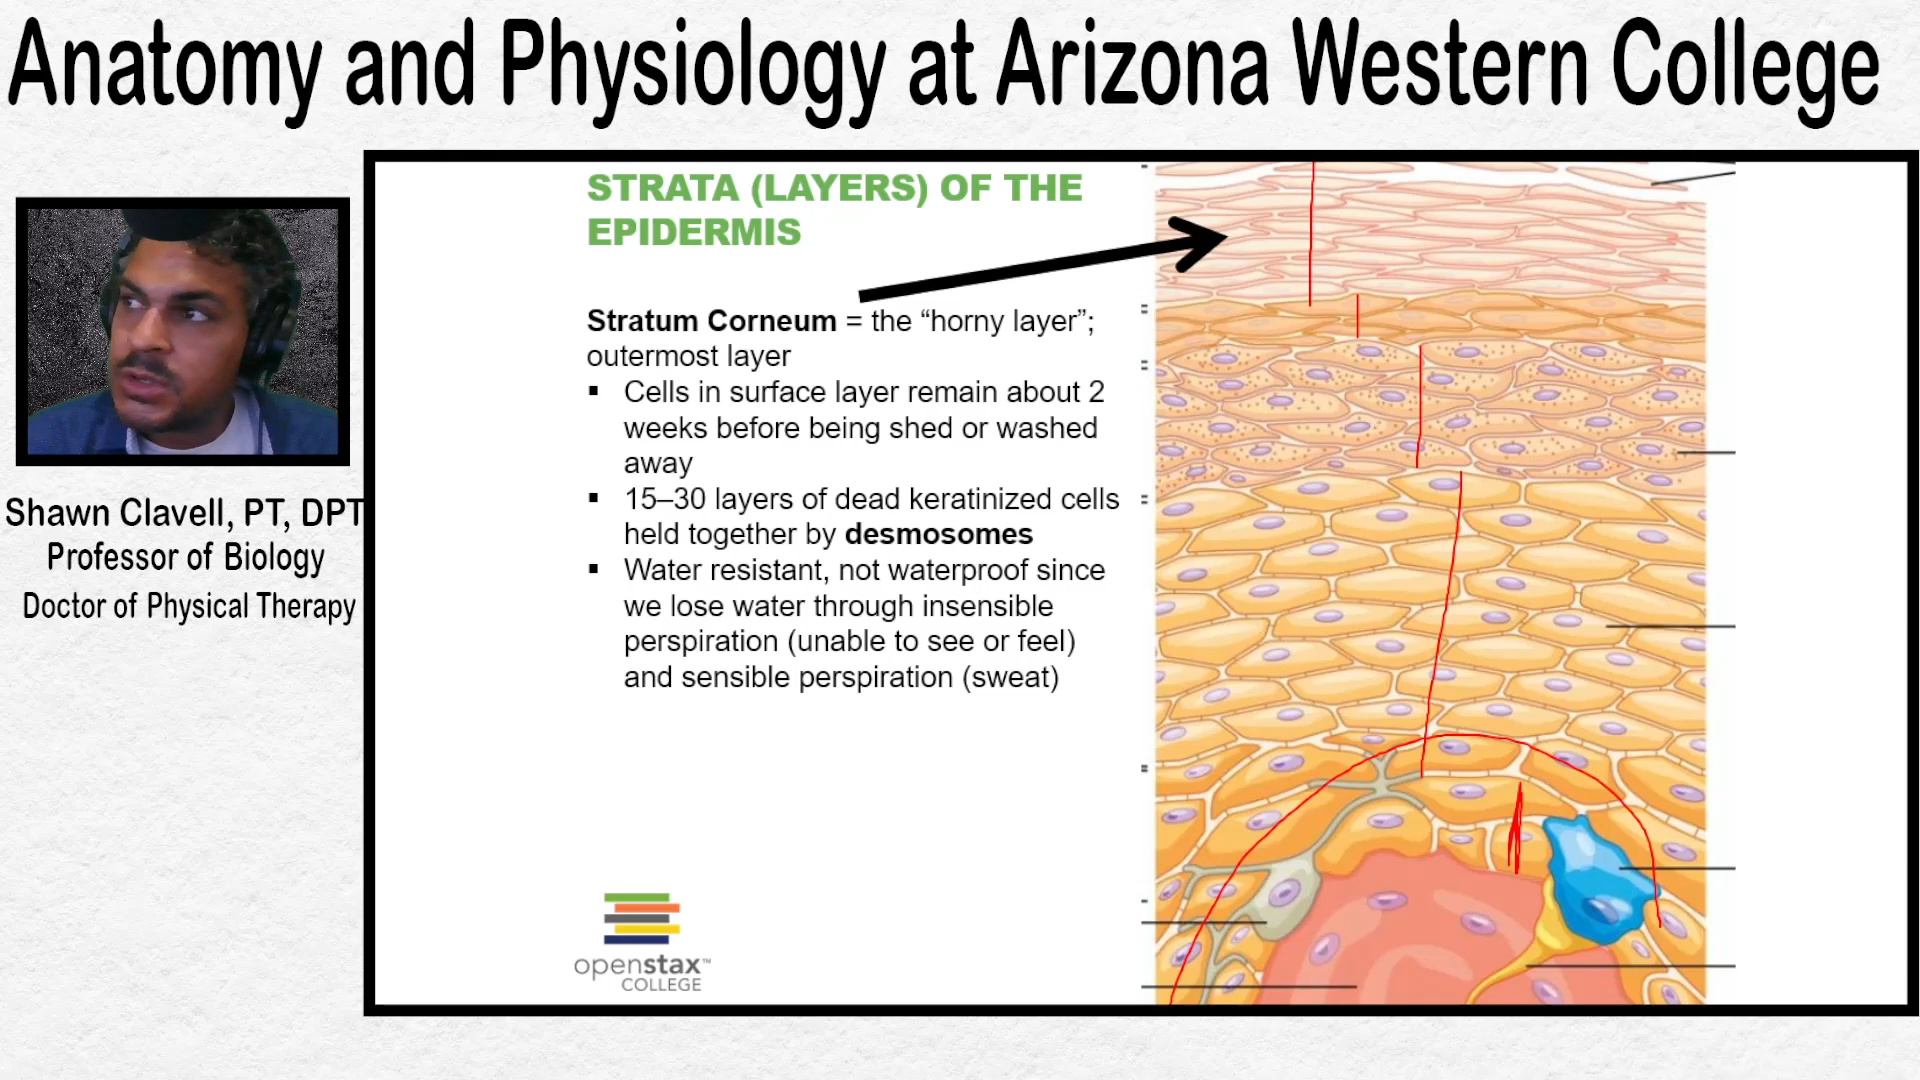 Anatomy and Physiology at Arizona Western College
STRATA (LAYERS) OF THE
EPIDERMIS
Stratum Corneum = the “horny layer”;
outermost layer
▪ Cells in surface layer remain about 2
weeks before being shed or washed
away
▪ 15–30 layers of dead keratinized cells
held together by desmosomes
▪ Water resistant, not waterproof since
we lose water through insensible
perspiration (unable to see or feel)
and sensible perspiration (sweat)
Shawn Clavell, PT, DPT
Professor of Biology
Doctor of Physical Therapy
openstax™
COLLEGE